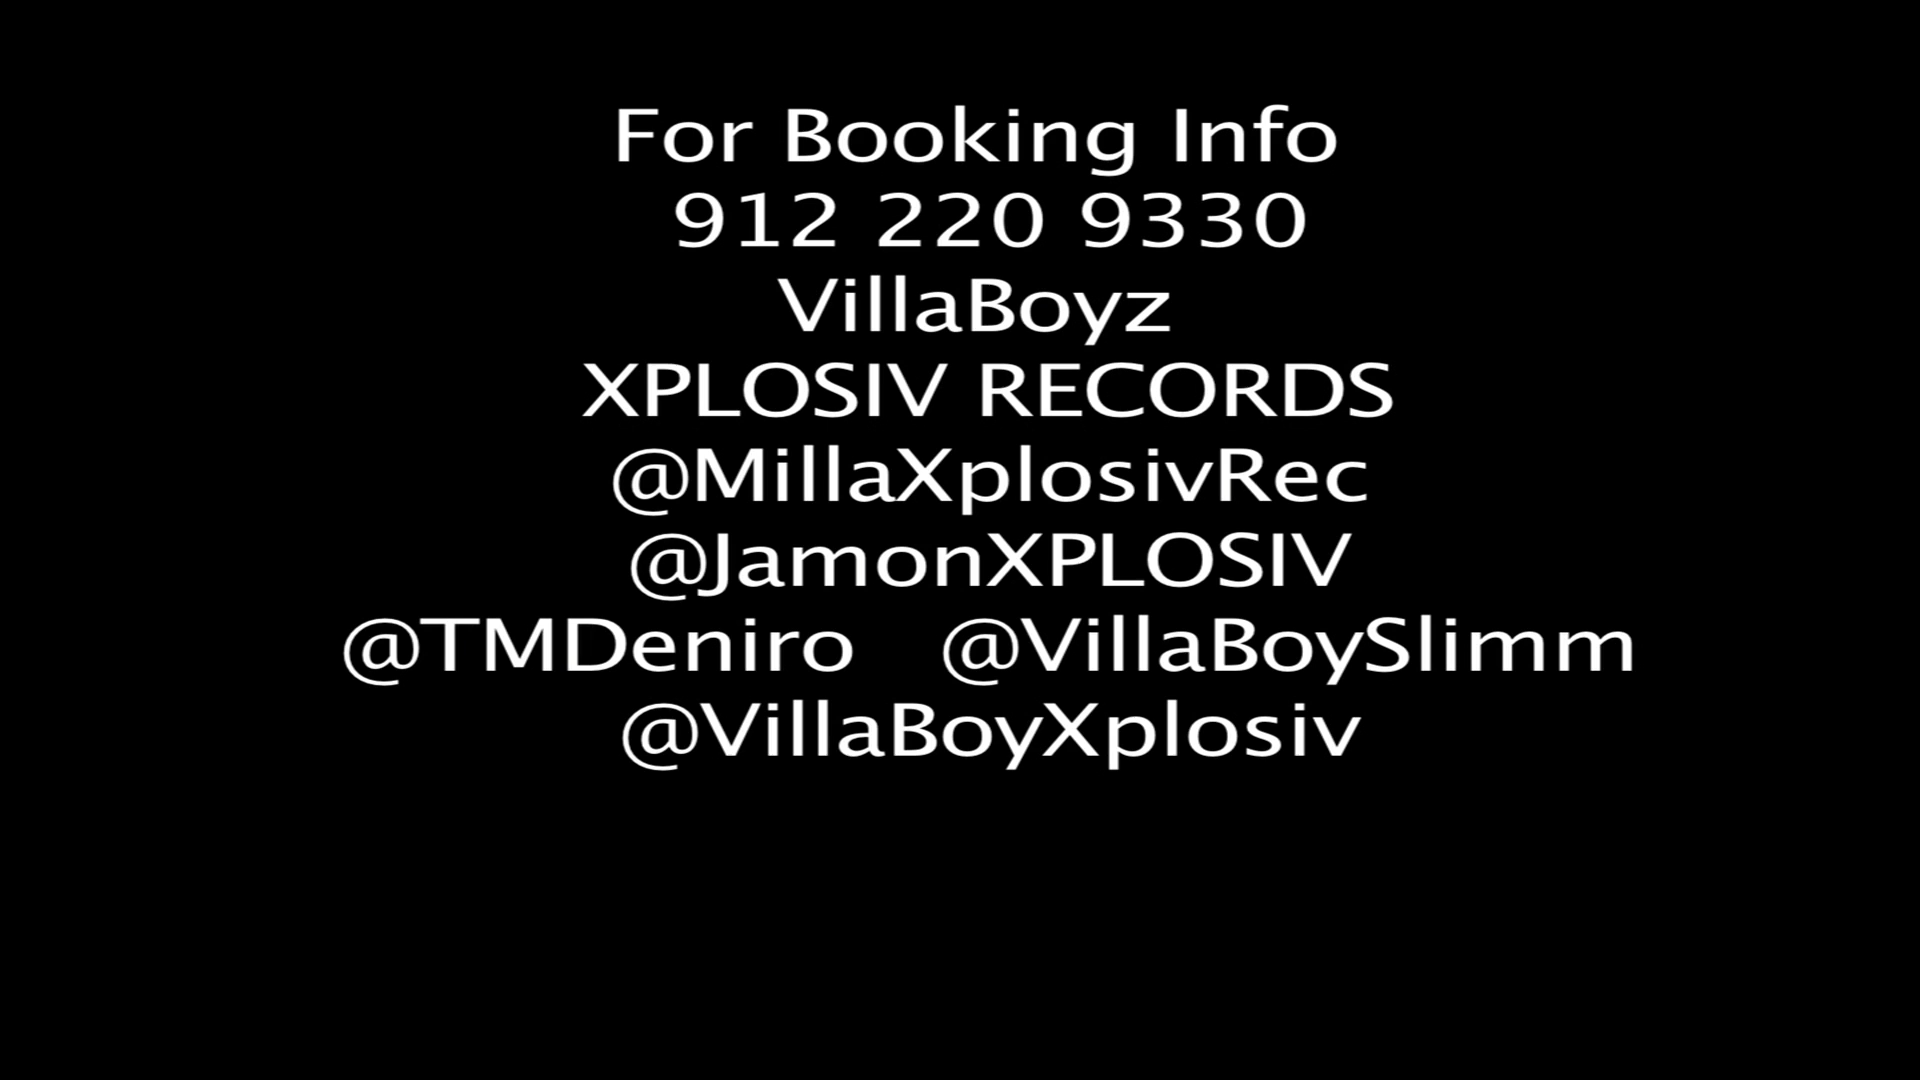 For Booking Info
912 220 9330
VillaBoyz
XPLOSIV RECORDS
@MillaXplosivRec
@JamonXPLOSIV
@TMDeniro @VillaBoySlimm
@VillaBoyXplosiv